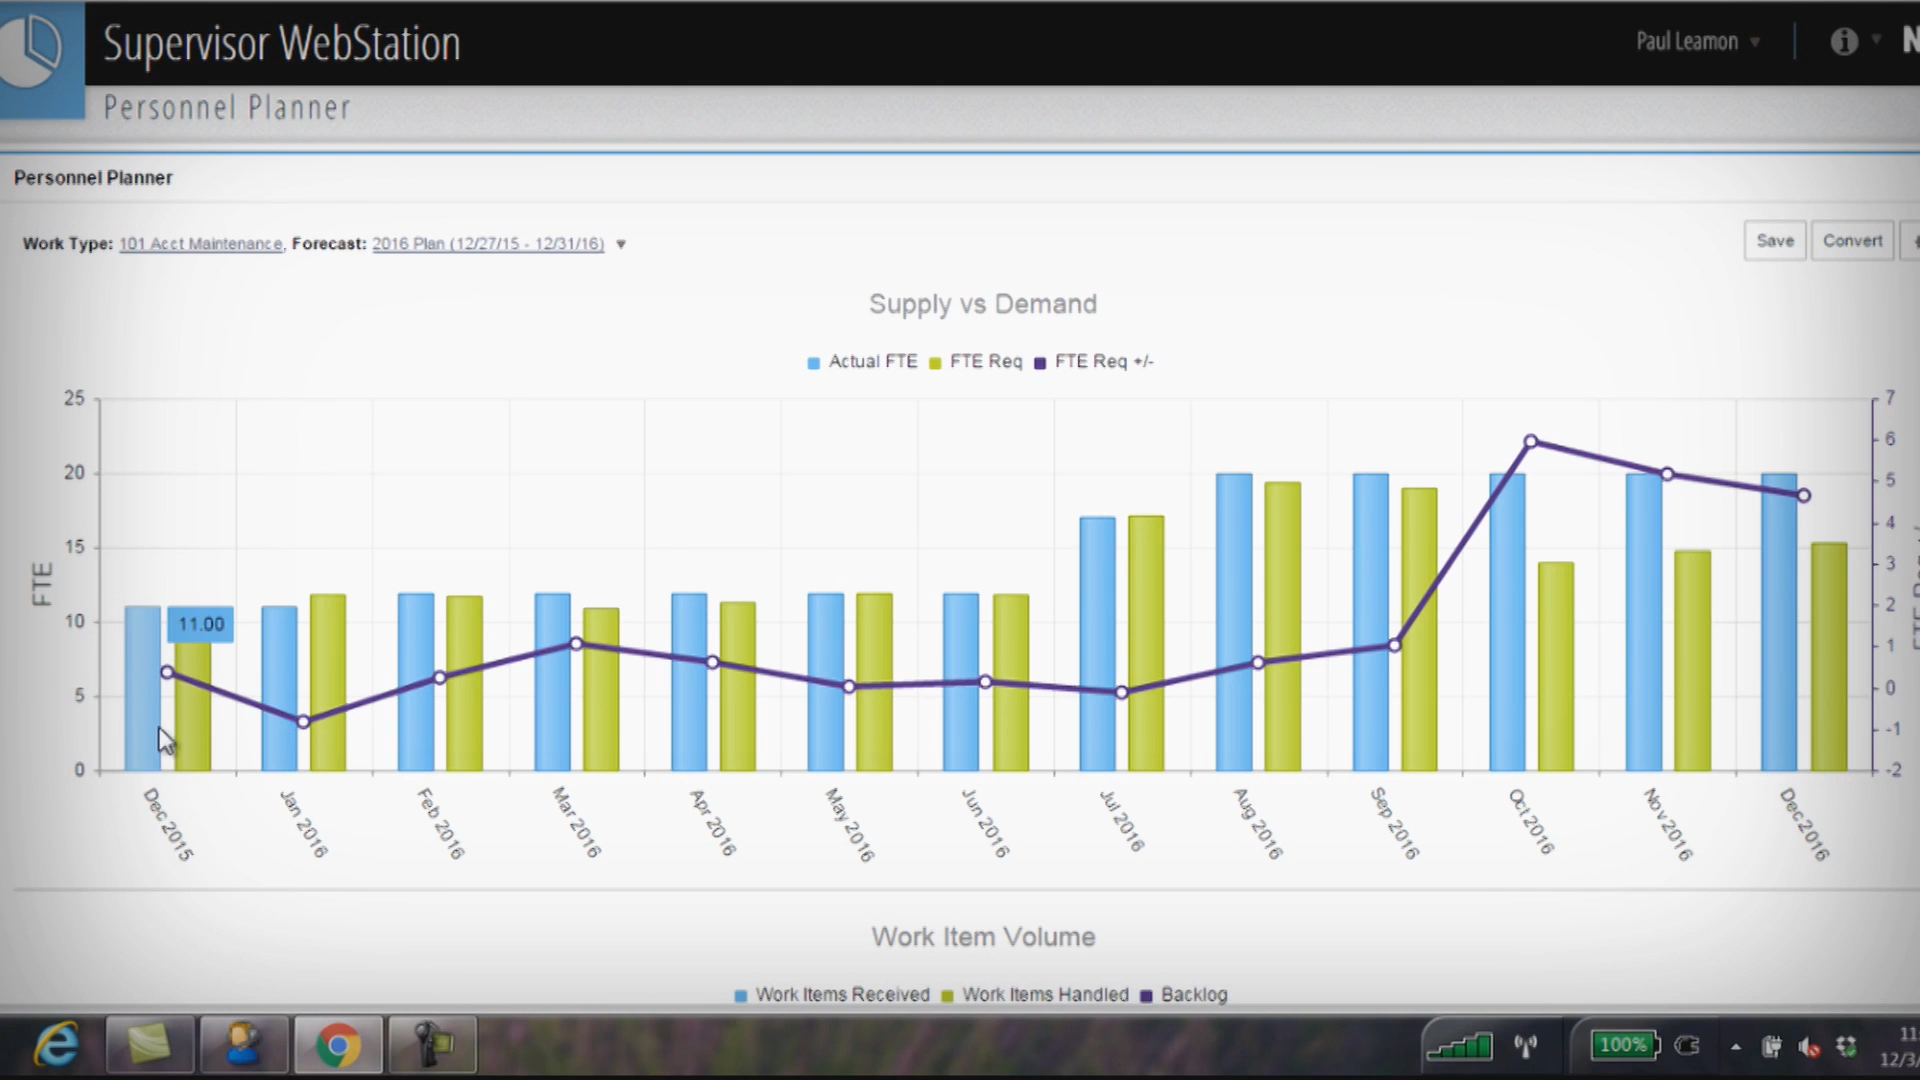 Supervisor WebStation
Paul Leamon
Personnel Planner
Personnel Planner
Work Type: 101 Acct Maintenance, Forecast: 2016 Plan (12/27/15 - 12/31/16)
Save
Convert
Supply vs Demand
Actual FTE FTE Req FTE Req +/-
25
20
15
10
5
0
FTE
11.00
7
6
5
4
3
2
1
0
-1
-2
Dec 2015
Jan 2016
Feb 2016
Mar 2016
Apr 2016
May 2016
Jun 2016
Jul 2016
Aug 2016
Sep 2016
Oct 2016
Nov 2016
Dec 2016
Work Item Volume
Work Items Received Work Items Handled Backlog
100%